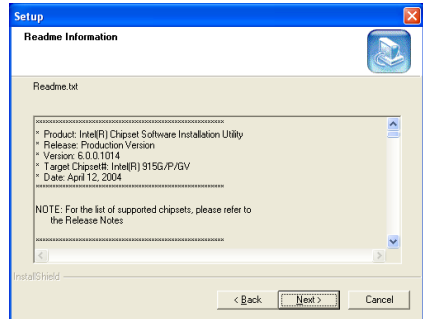 Setup
Readme Information
Readme.txt
********************************************************
* Product: Intel(R) Chipset Software Installation Utility
* Release: Production Version
* Version: 6.0.0.1014
* Target Chipset#: Intel(R) 915G/P/GV
* Date: April 12, 2004
********************************************************
NOTE: For the list of supported chipsets, please refer to
the Release Notes
********************************************************
InstallShield
< Back
Next >
Cancel